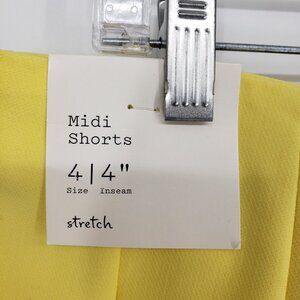 Midi
Shorts
4|4"
Size Inseam
stretch